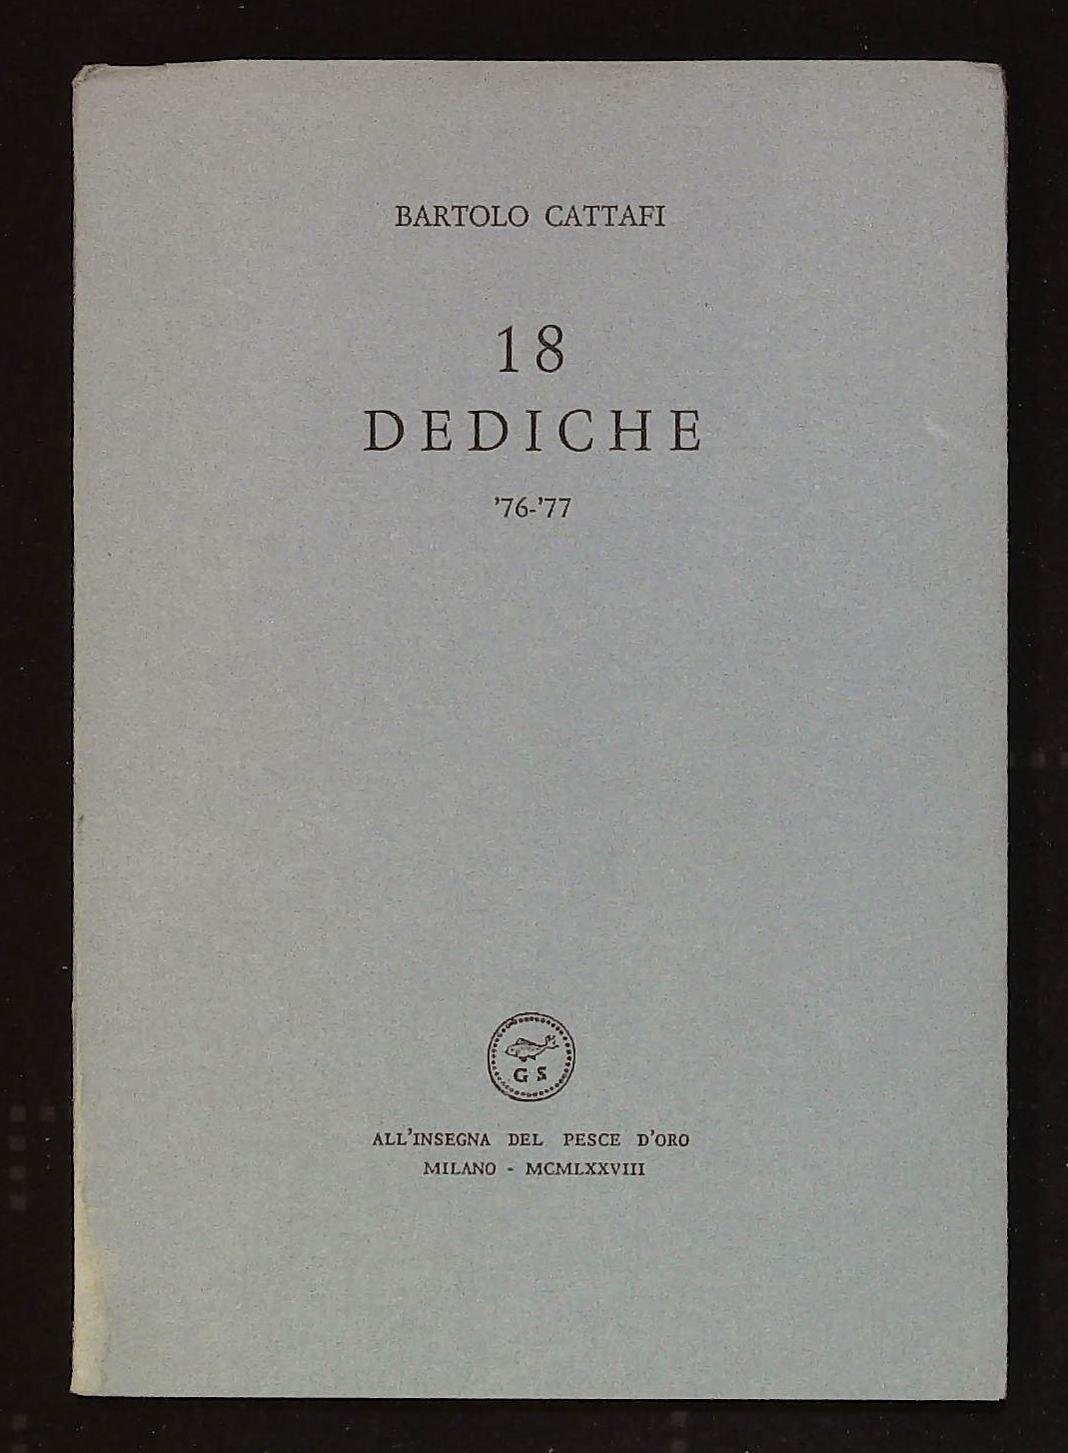 BARTOLO CATTAFI
18
DEDICHE
’76-’77
G S
ALL’INSEGNA DEL PESCE D’ORO
MILANO - MCMLXXVIII